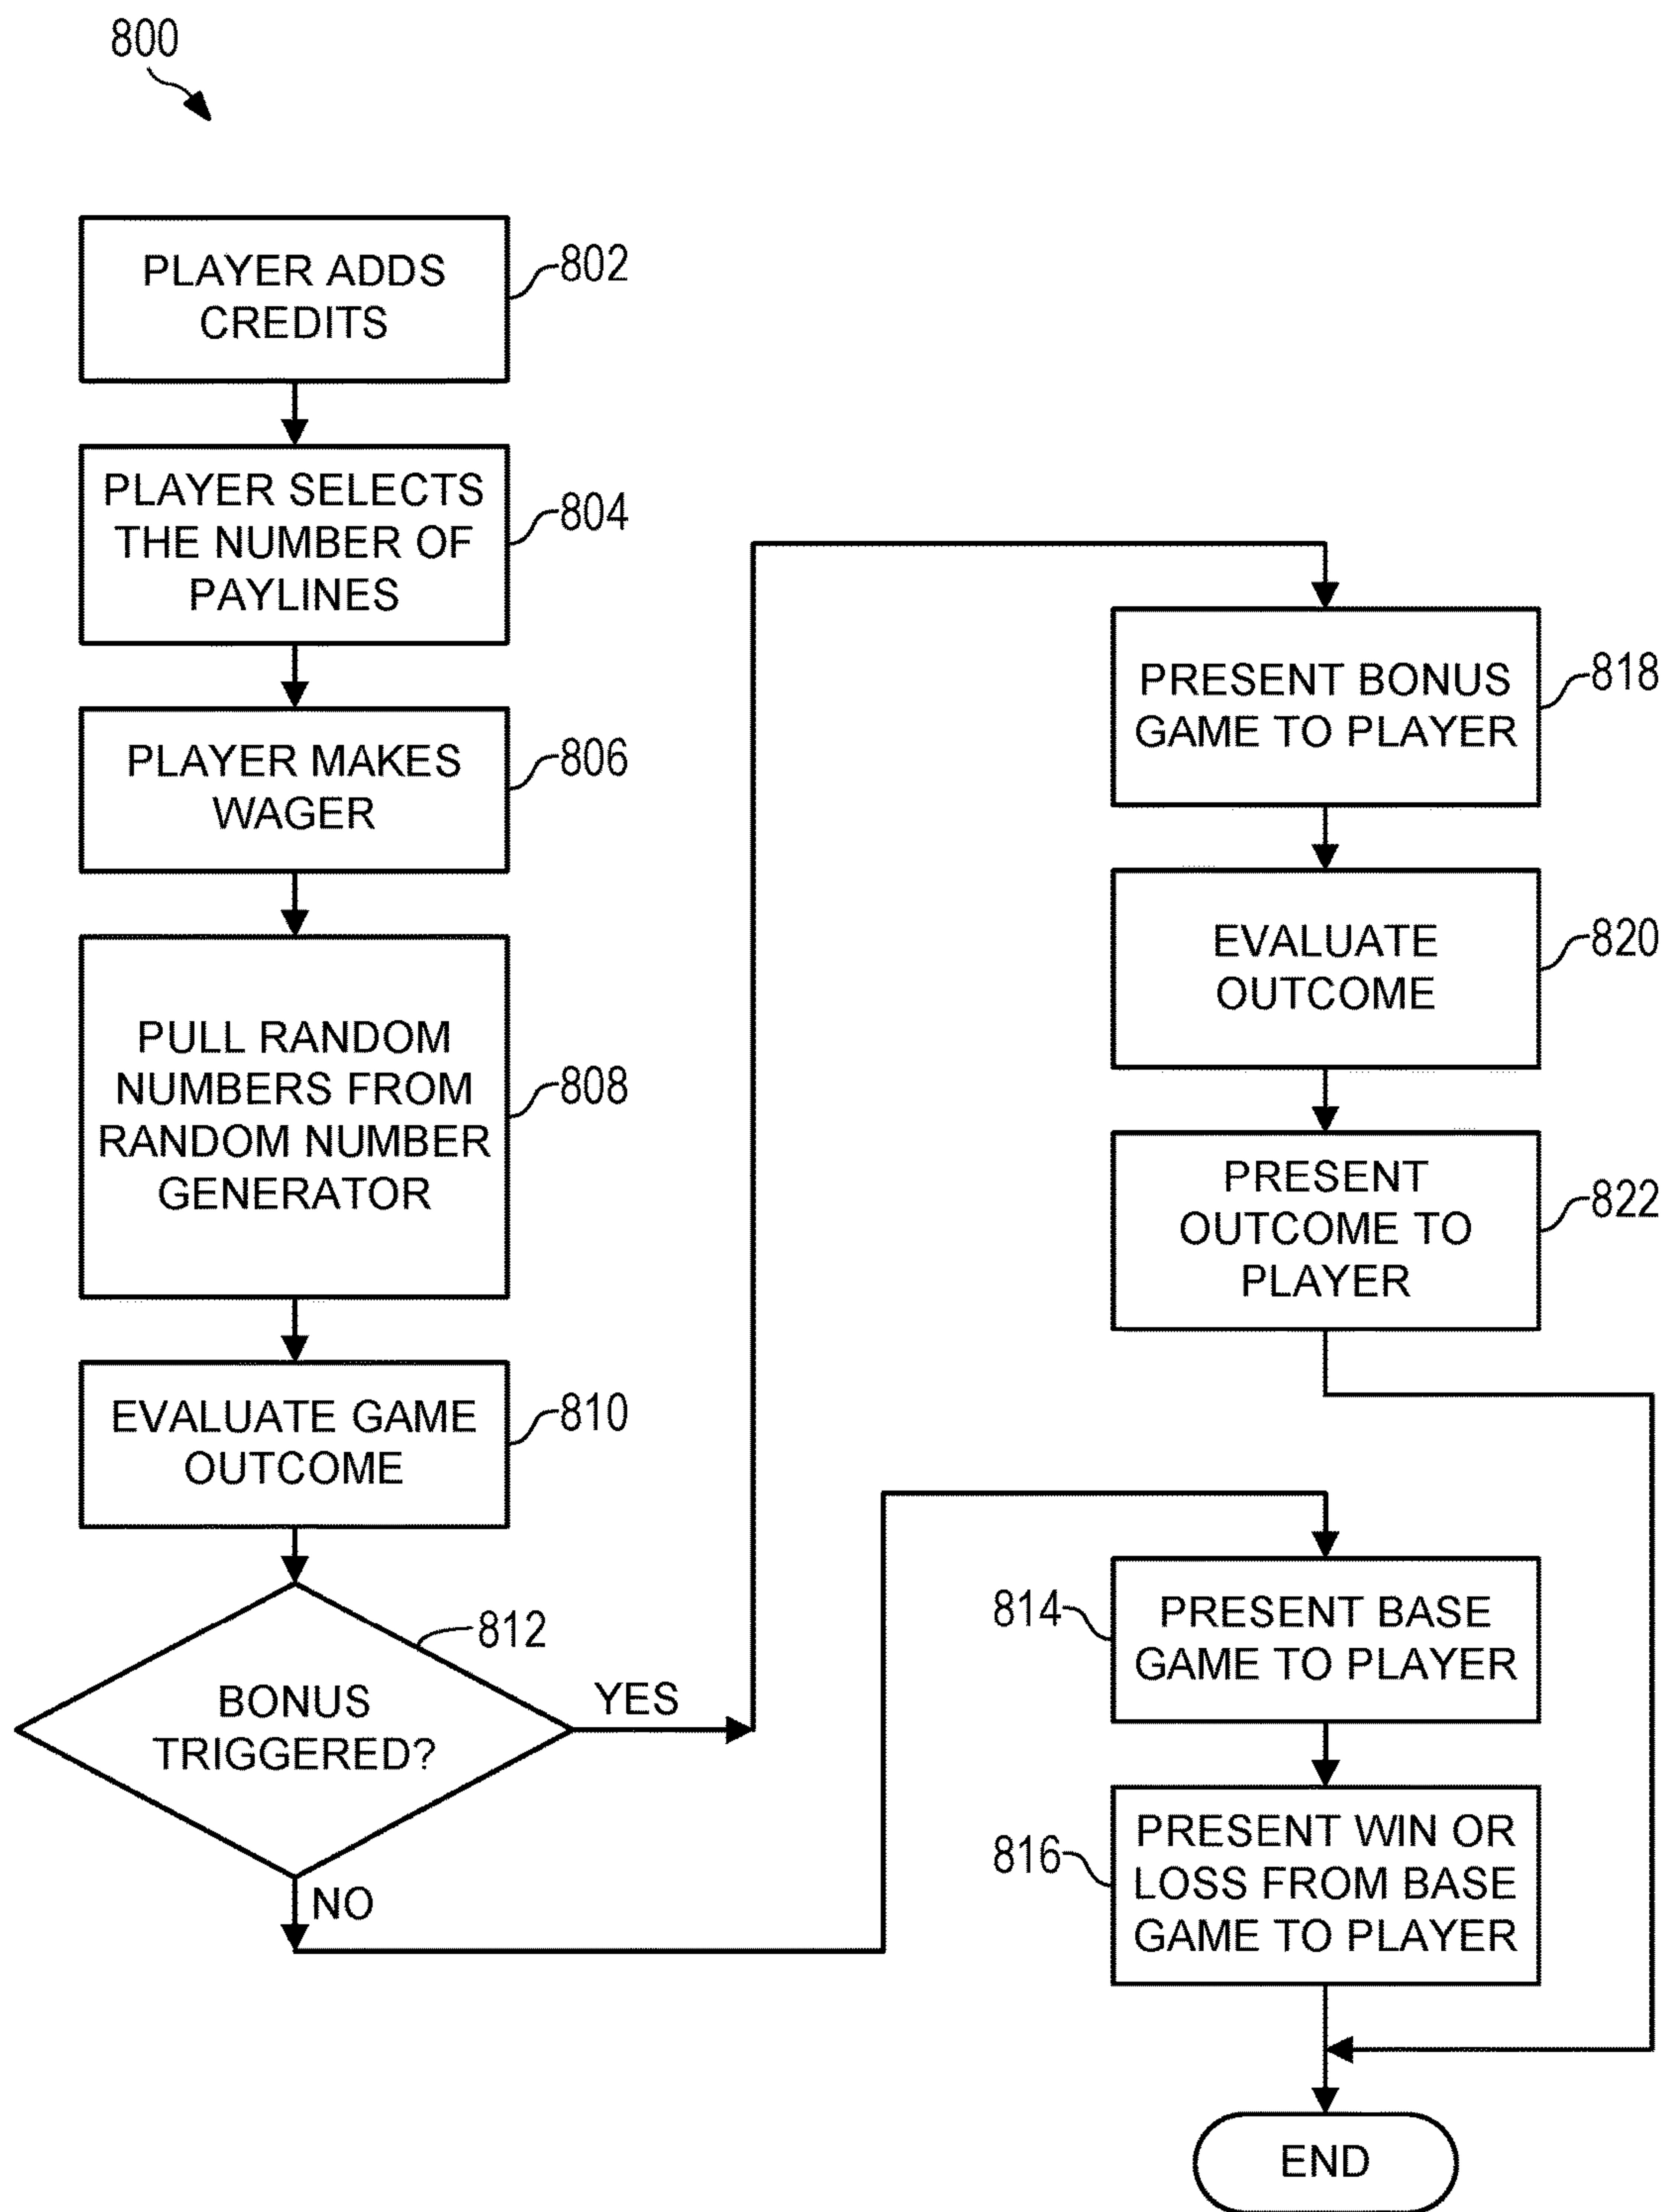 800
PLAYER ADDS
CREDITS
802
PLAYER SELECTS
THE NUMBER OF
PAYLINES
804
PLAYER MAKES
WAGER
806
PULL RANDOM
NUMBERS FROM
RANDOM NUMBER
GENERATOR
808
EVALUATE GAME
OUTCOME
810
BONUS
TRIGGERED?
812
YES
NO
PRESENT BONUS
GAME TO PLAYER
818
EVALUATE
OUTCOME
820
PRESENT
OUTCOME TO
PLAYER
822
814
PRESENT BASE
GAME TO PLAYER
816
PRESENT WIN OR
LOSS FROM BASE
GAME TO PLAYER
END